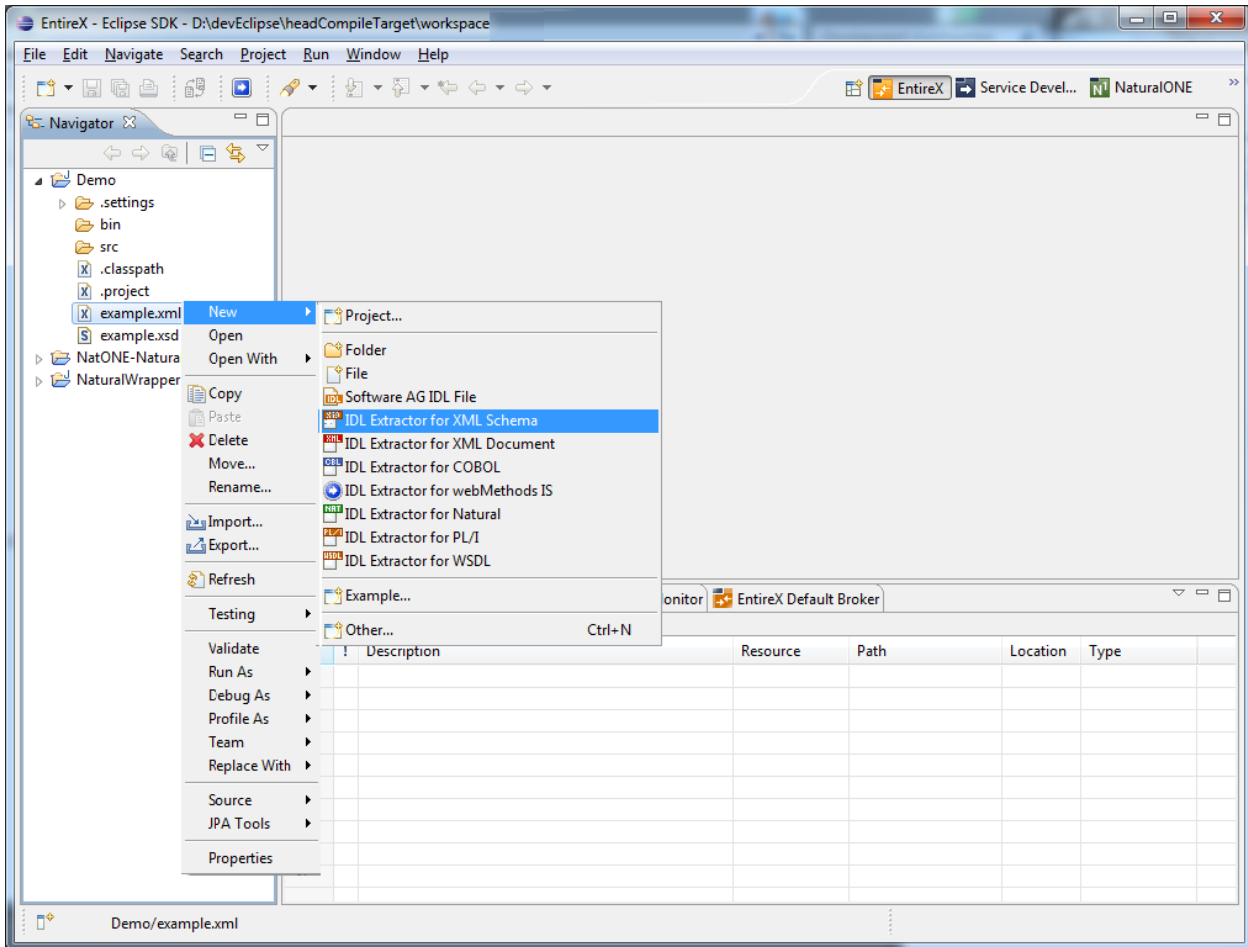 EntireX - Eclipse SDK - D:\devEclipse\headCompileTarget\workspace
File Edit Navigate Search Project Run Window Help
EntireX Service Devel... NaturalONE »
Navigator
Demo
.settings
bin
src
.classpath
.project
example.xml
example.xsd
NatONE-Natura
NaturalWrapper
New
Open
Open With
Copy
Paste
Delete
Move...
Rename...
Import...
Export...
Refresh
Testing
Validate
Run As
Debug As
Profile As
Team
Replace With
Source
JPA Tools
Properties
Project...
Folder
File
Software AG IDL File
IDL Extractor for XML Schema
IDL Extractor for XML Document
IDL Extractor for COBOL
IDL Extractor for webMethods IS
IDL Extractor for Natural
IDL Extractor for PL/I
IDL Extractor for WSDL
Example...
Other... Ctrl+N
onitor EntireX Default Broker
! Description Resource Path Location Type
Demo/example.xml